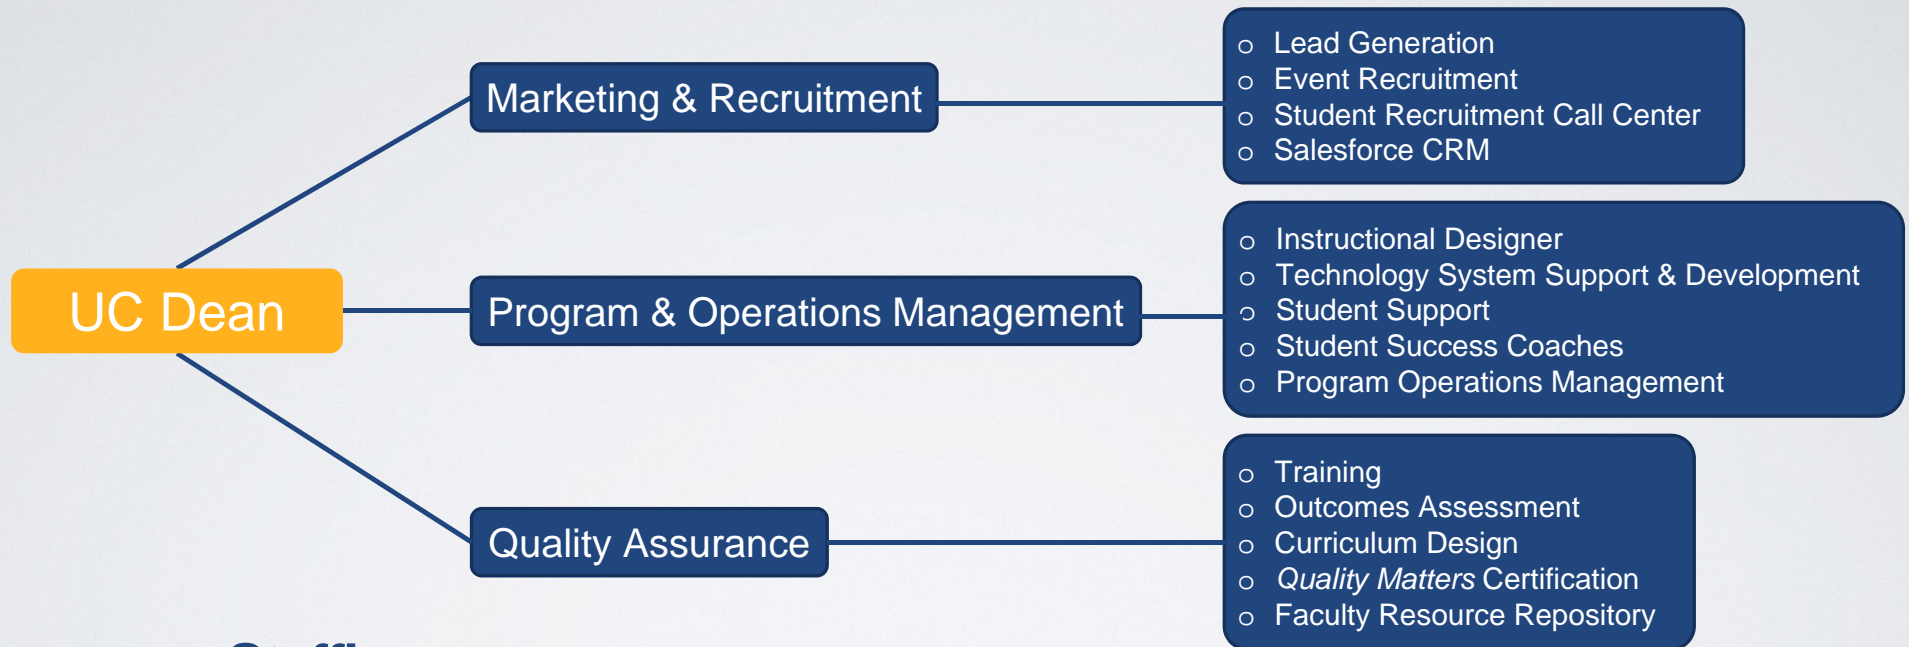 UC Dean
Marketing & Recruitment
o Lead Generation
o Event Recruitment
o Student Recruitment Call Center
o Salesforce CRM
Program & Operations Management
o Instructional Designer
o Technology System Support & Development
o Student Support
o Student Success Coaches
o Program Operations Management
Quality Assurance
o Training
o Outcomes Assessment
o Curriculum Design
o Quality Matters Certification
o Faculty Resource Repository